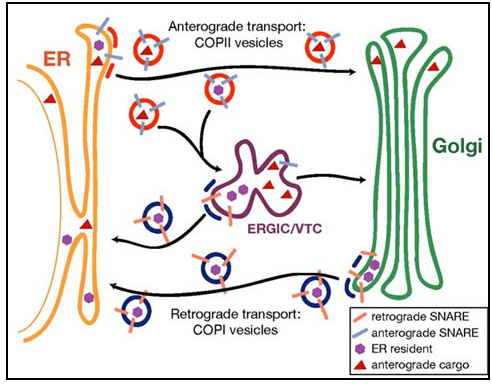 Anterograde transport:
COPII vesicles
ER
Golgi
ERGIC/VTC
Retrograde transport:
COPI vesicles
retrograde SNARE
anterograde SNARE
ER resident
anterograde cargo